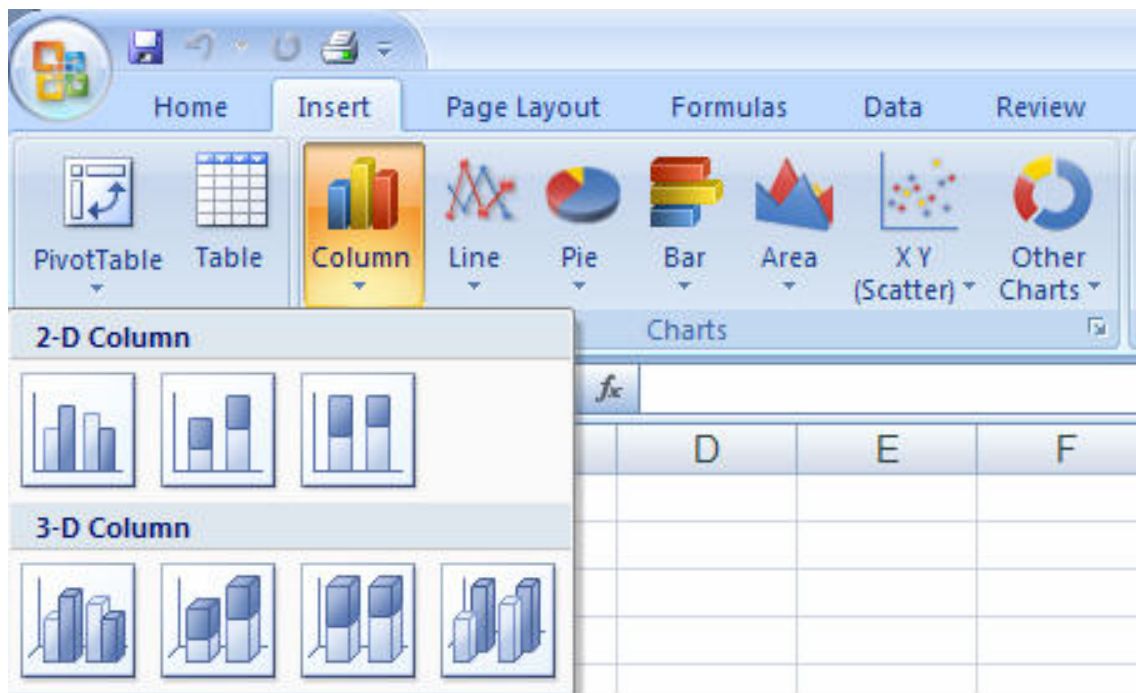 Home Insert Page Layout Formulas Data Review
PivotTable Table Column Line Pie Bar Area X Y (Scatter) Other Charts
Charts
2-D Column
fx
D E F
3-D Column